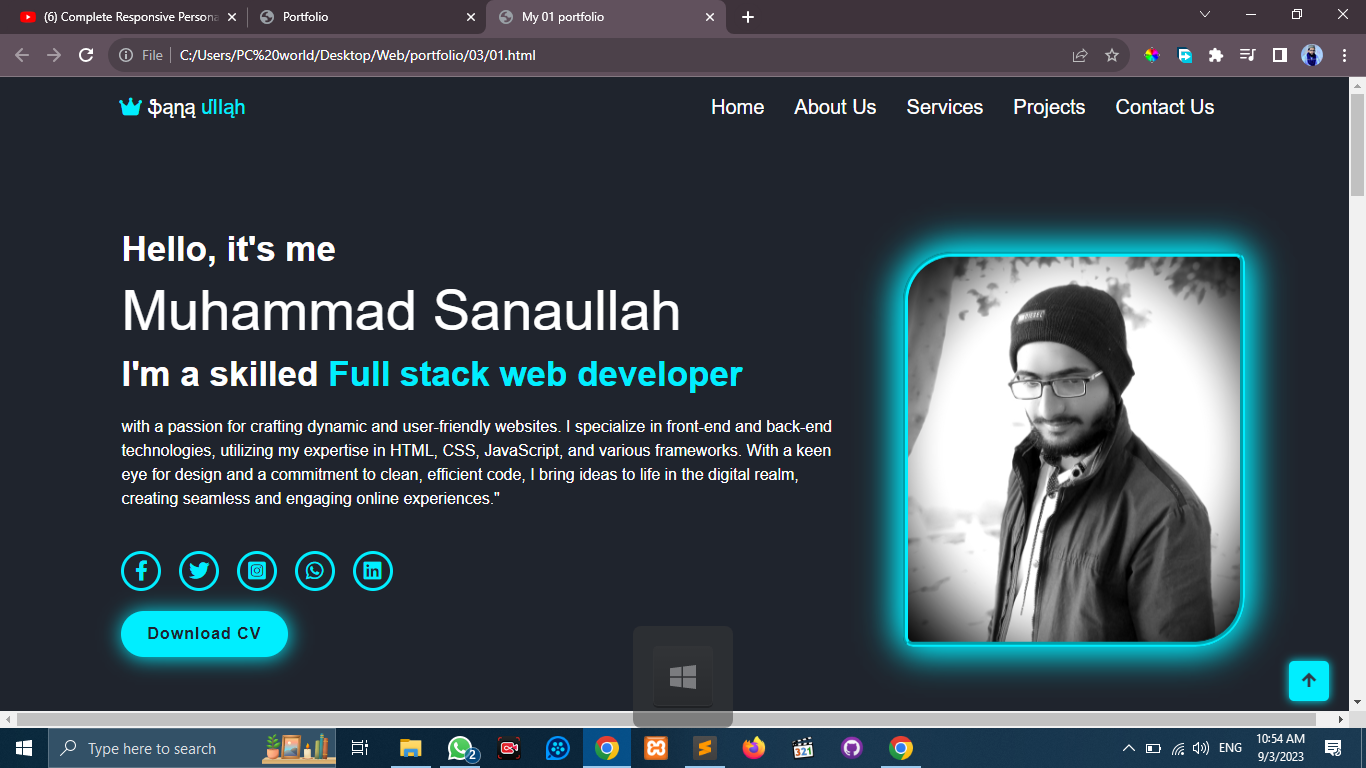 (6) Complete Responsive Persona
Portfolio
My 01 portfolio
File
C:/Users/PC%20world/Desktop/Web/portfolio/03/01.html
ֆąղą մlląհ
Home
About Us
Services
Projects
Contact Us
Hello, it's me
Muhammad Sanaullah
I'm a skilled Full stack web developer
with a passion for crafting dynamic and user-friendly websites. I specialize in front-end and back-end
technologies, utilizing my expertise in HTML, CSS, JavaScript, and various frameworks. With a keen
eye for design and a commitment to clean, efficient code, I bring ideas to life in the digital realm,
creating seamless and engaging online experiences."
Download CV
Type here to search
2
321
ENG
10:54 AM
9/3/2023